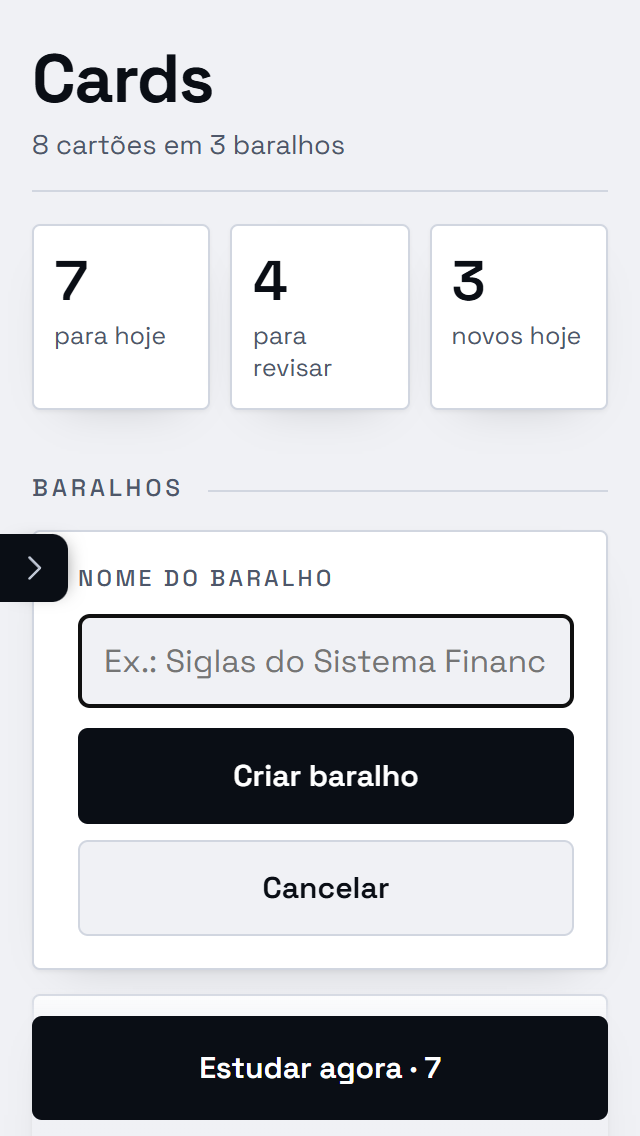 Cards
8 cartões em 3 baralhos
7
para hoje
4
para
revisar
3
novos hoje
BARALHOS
NOME DO BARALHO
Ex.: Siglas do Sistema Financ
Criar baralho
Cancelar
Estudar agora · 7